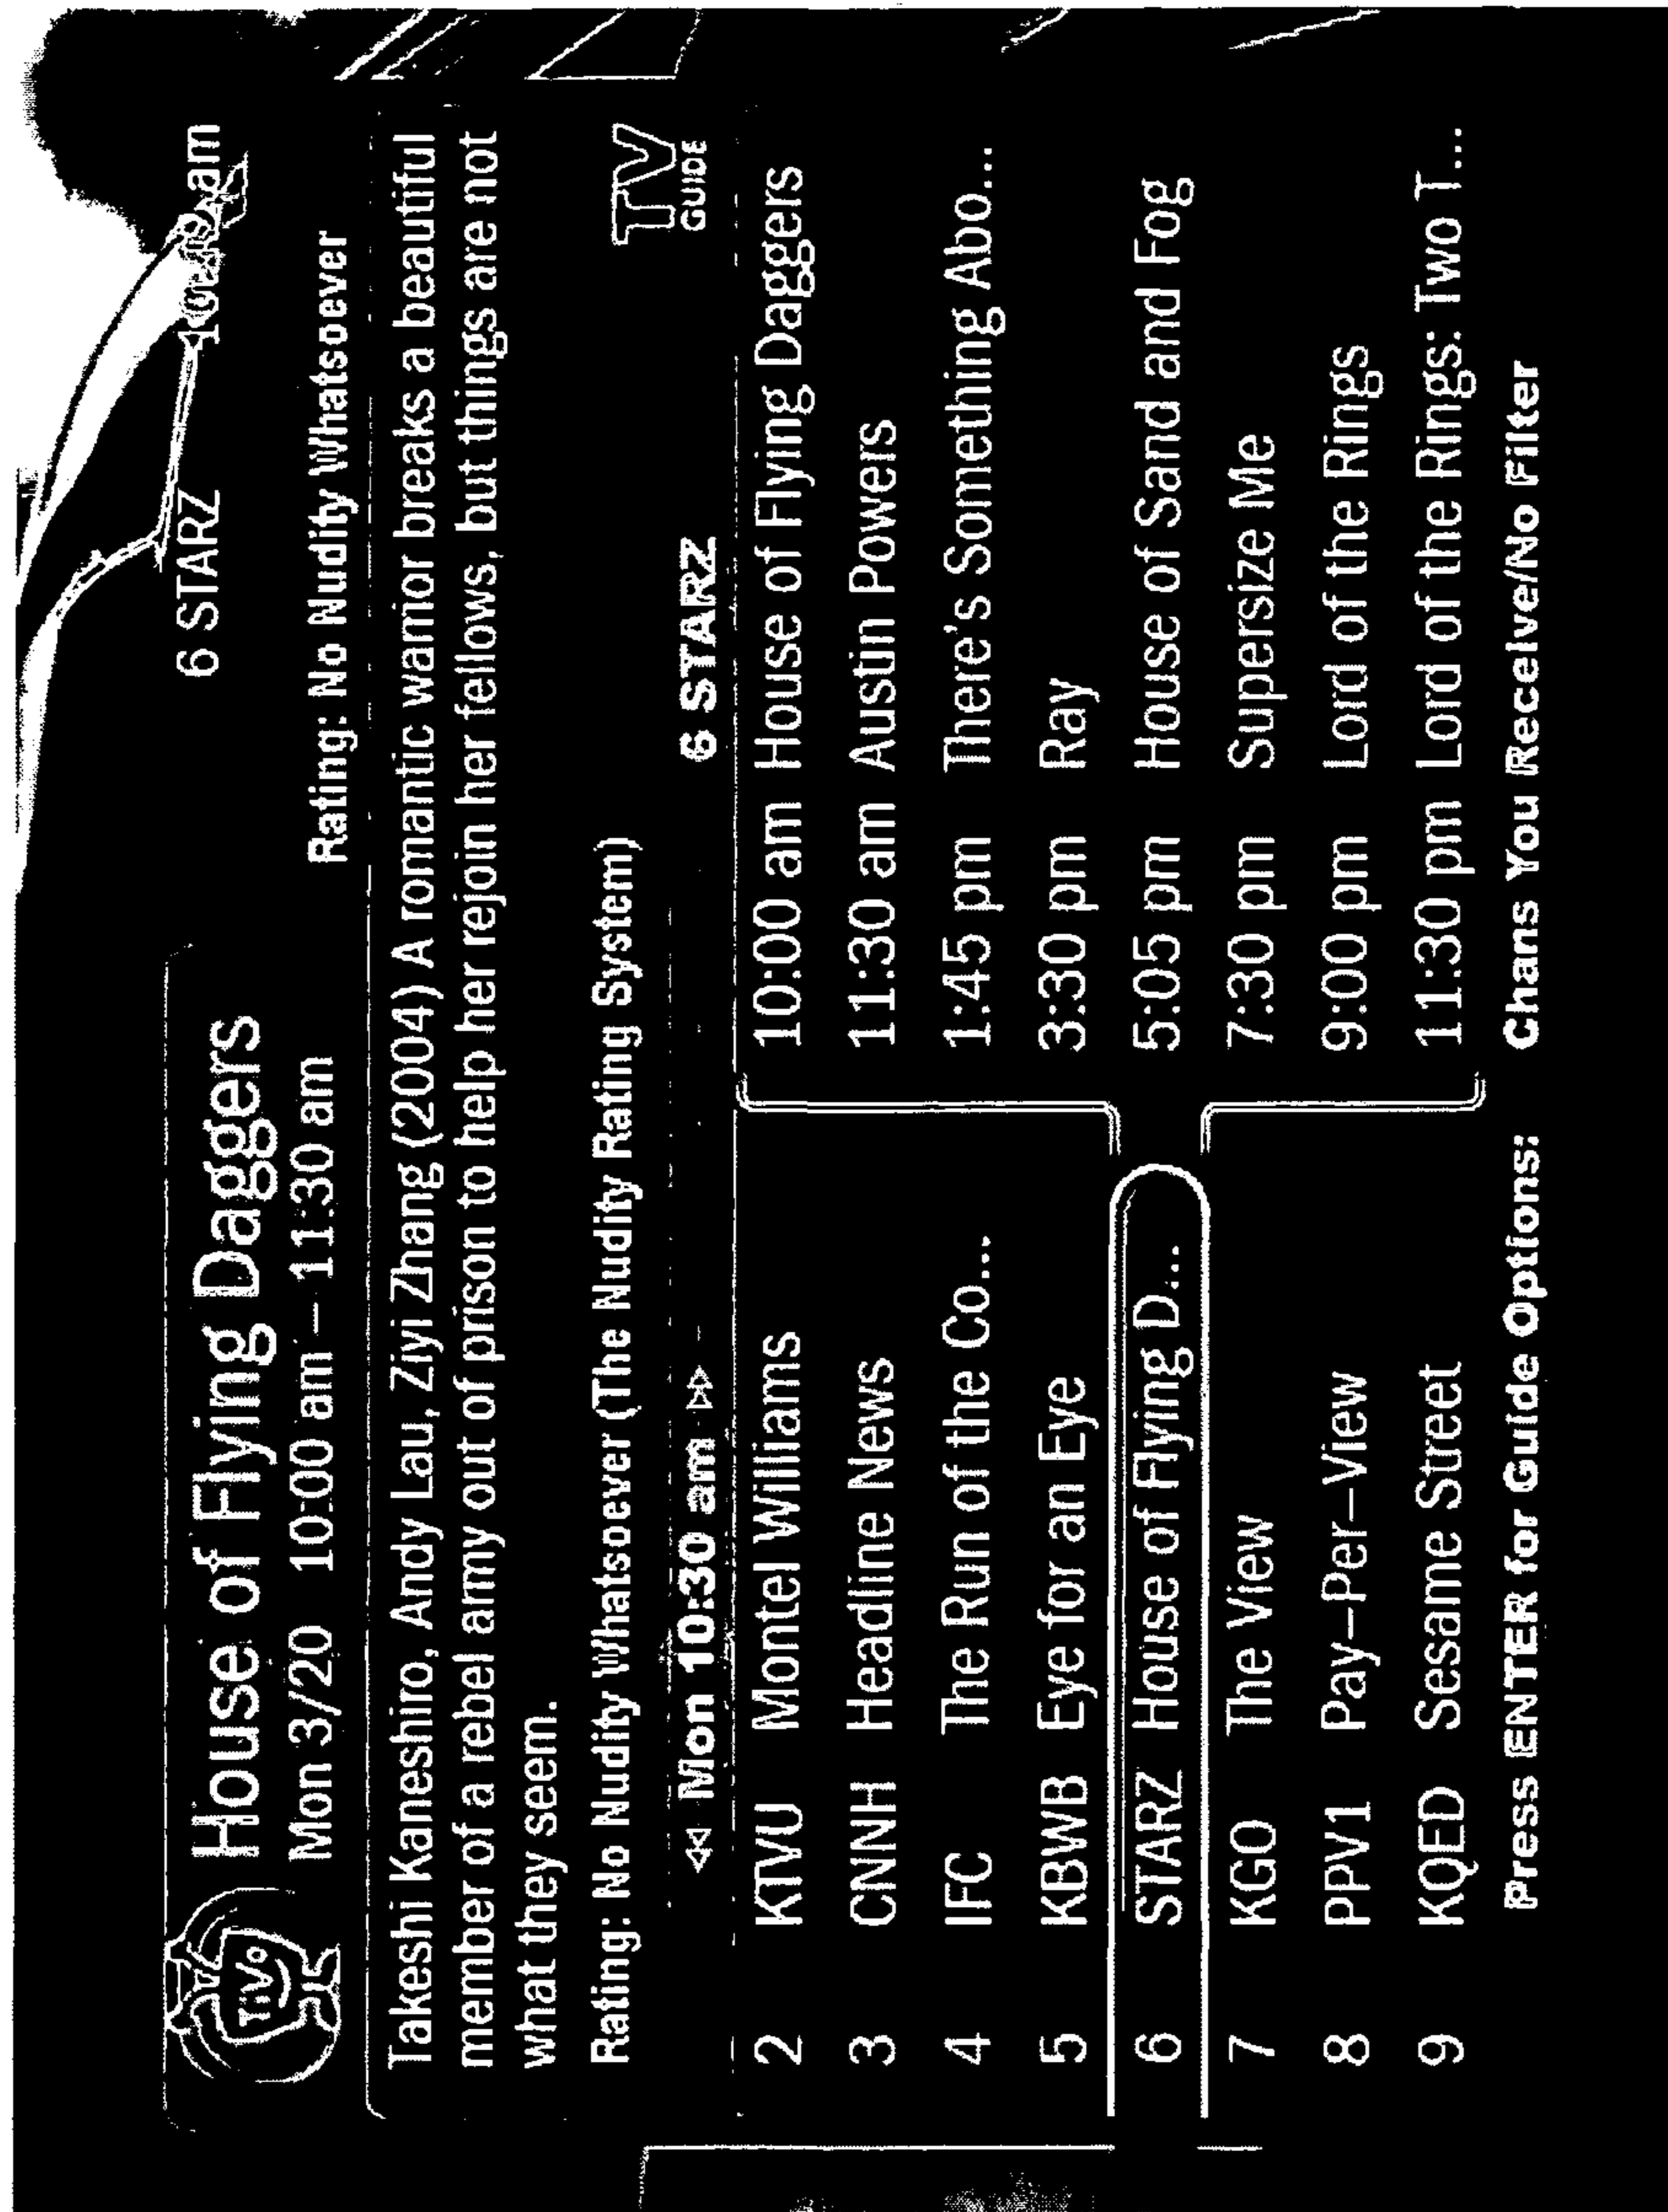 TiVo
House of Flying Daggers
6 STARZ
am
Mon 3/20 10:00 am – 11:30 am
Rating: No Nudity Whatsoever
Takeshi Kaneshiro, Andy Lau, Ziyi Zhang (2004) A romantic warrior breaks a beautiful
member of a rebel army out of prison to help her rejoin her fellows, but things are not
what they seem.
Rating: No Nudity Whatsoever (The Nudity Rating System)
TV
GUIDE
Mon 10:30 am
6 STARZ
2 KTVU Montel Williams
3 CNNH Headline News
4 IFC The Run of the Co...
5 KBWB Eye for an Eye
6 STARZ House of Flying D...
7 KGO The View
8 PPV1 Pay–Per–View
9 KQED Sesame Street
10:00 am House of Flying Daggers
11:30 am Austin Powers
1:45 pm There's Something Abo...
3:30 pm Ray
5:05 pm House of Sand and Fog
7:30 pm Supersize Me
9:00 pm Lord of the Rings
11:30 pm Lord of the Rings: Two T...
Press ENTER for Guide Options: Chans You Receive/No Filter